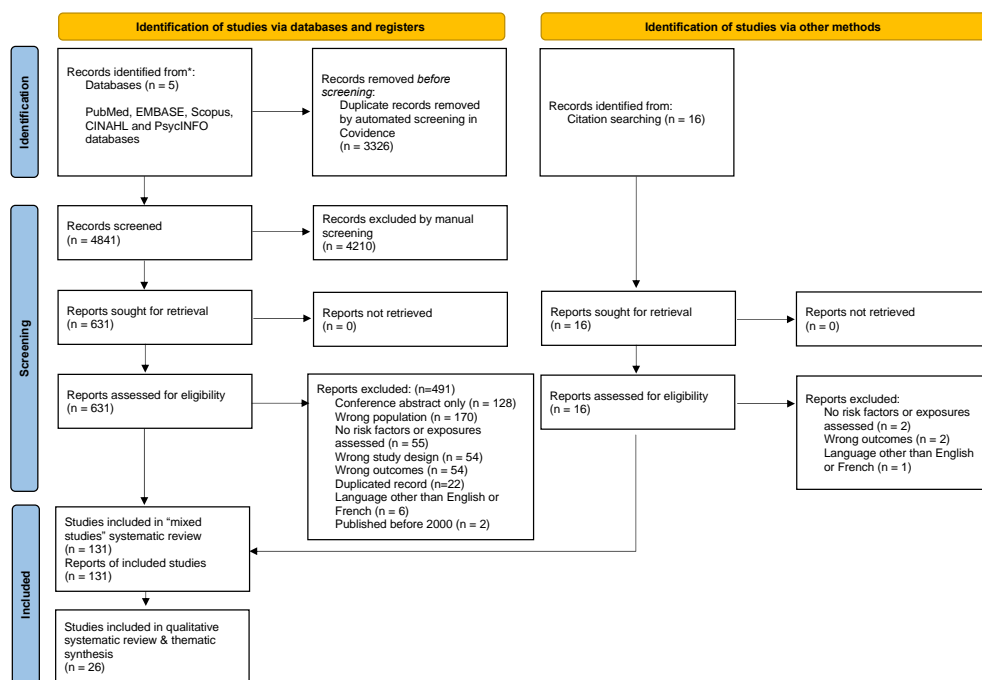 Identification of studies via databases and registers
Identification of studies via other methods
Identification
Records identified from*:
Databases (n = 5)
PubMed, EMBASE, Scopus,
CINAHL and PsycINFO
databases
Records removed before
screening:
Duplicate records removed
by automated screening in
Covidence
(n = 3326)
Records identified from:
Citation searching (n = 16)
Screening
Records screened
(n = 4841)
Records excluded by manual
screening
(n = 4210)
Reports sought for retrieval
(n = 631)
Reports not retrieved
(n = 0)
Reports sought for retrieval
(n = 16)
Reports not retrieved
(n = 0)
Reports assessed for eligibility
(n = 631)
Reports excluded: (n=491)
Conference abstract only (n = 128)
Wrong population (n = 170)
No risk factors or exposures
assessed (n = 55)
Wrong study design (n = 54)
Wrong outcomes (n = 54)
Duplicated record (n=22)
Language other than English or
French (n = 6)
Published before 2000 (n = 2)
Reports assessed for eligibility
(n = 16)
Reports excluded:
No risk factors or exposures
assessed (n = 2)
Wrong outcomes (n = 2)
Language other than English
or French (n = 1)
Included
Studies included in “mixed
studies” systematic review
(n = 131)
Reports of included studies
(n = 131)
Studies included in qualitative
systematic review & thematic
synthesis
(n = 26)